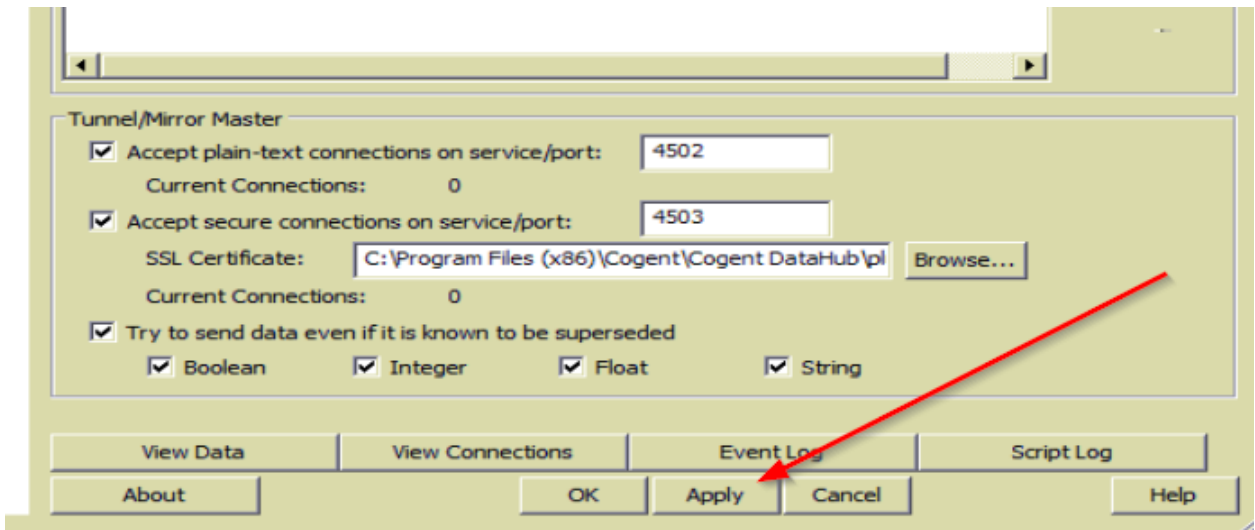 Tunnel/Mirror Master
Accept plain-text connections on service/port: 4502
Current Connections: 0
Accept secure connections on service/port: 4503
SSL Certificate: C:\Program Files (x86)\Cogent\Cogent DataHub\pl Browse...
Current Connections: 0
Try to send data even if it is known to be superseded
Boolean Integer Float String
View Data View Connections Event Log Script Log
About OK Apply Cancel Help